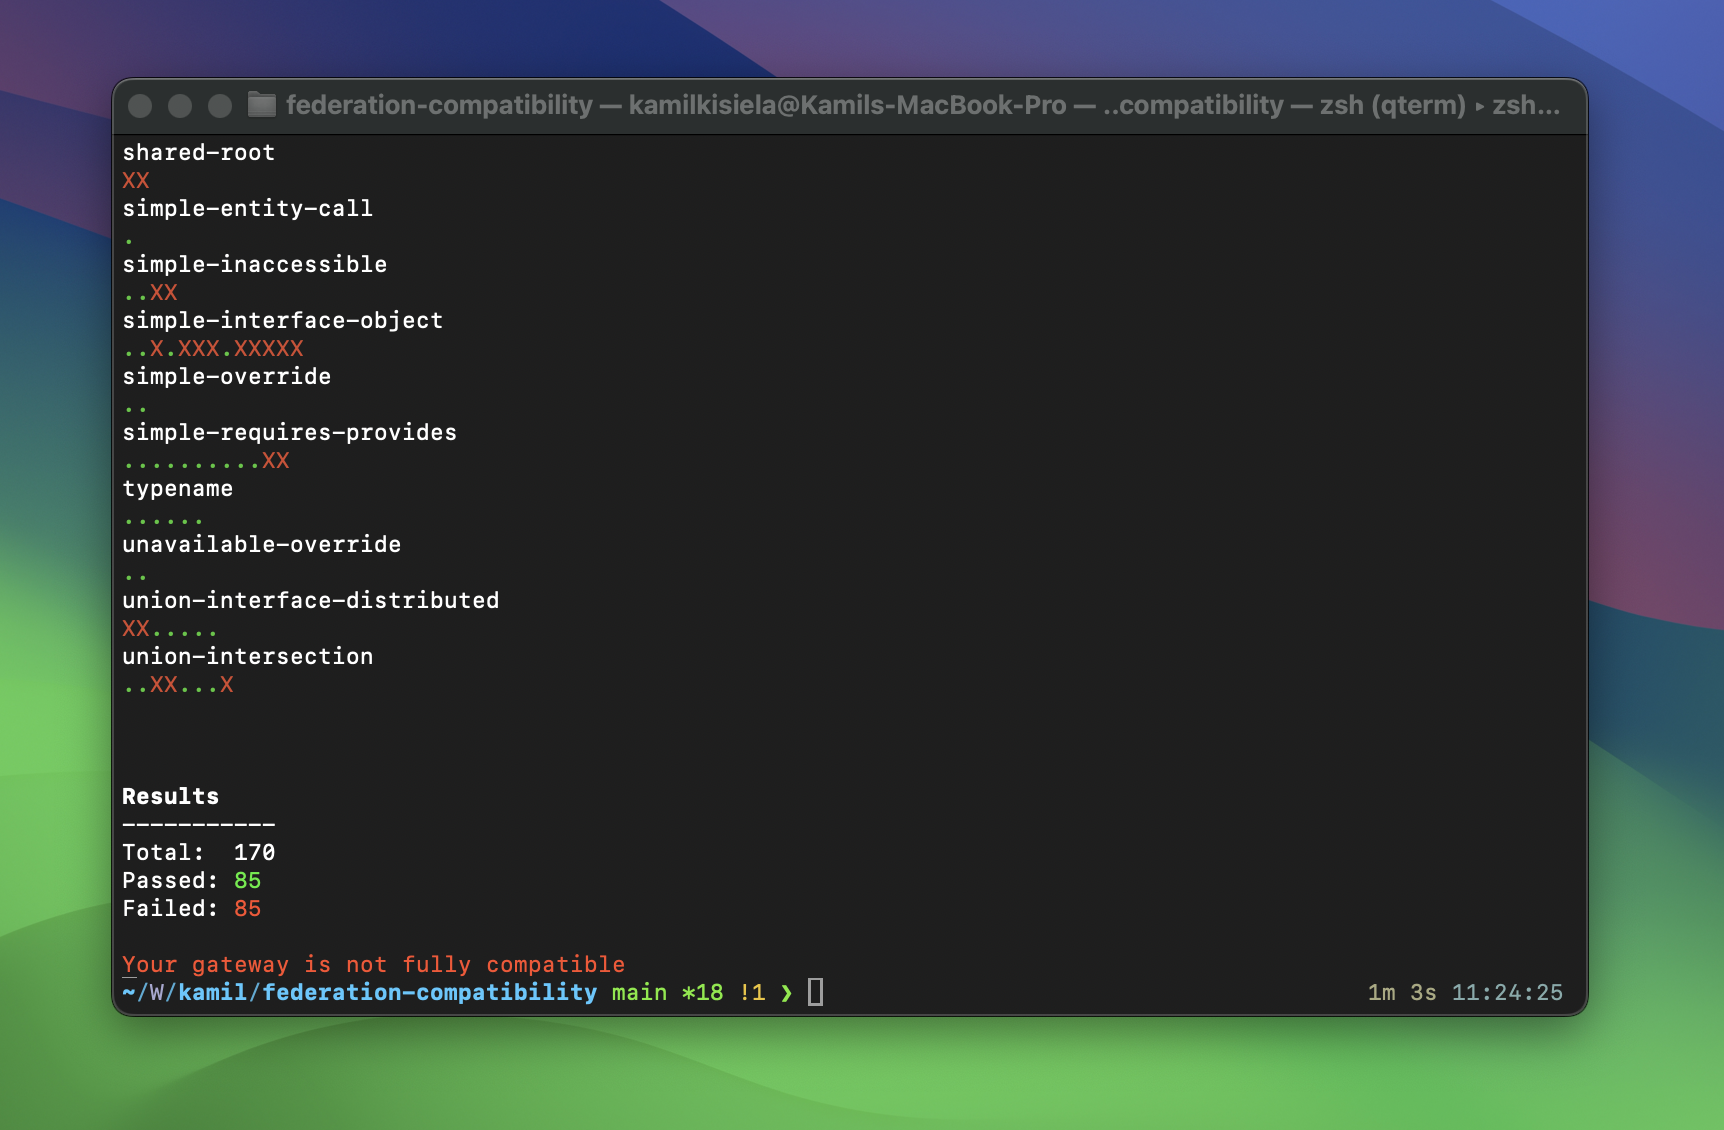 federation-compatibility — kamilkisiela@Kamils-MacBook-Pro — ..compatibility — zsh (qterm) ▸ zsh...
shared-root
XX
simple-entity-call
.
simple-inaccessible
..XX
simple-interface-object
..X.XXX.XXXXX
simple-override
..
simple-requires-provides
..........XX
typename
......
unavailable-override
..
union-interface-distributed
XX.....
union-intersection
..XX...X
Results
-----------
Total: 170
Passed: 85
Failed: 85
Your gateway is not fully compatible
~/W/kamil/federation-compatibility main *18 !1 ❯ 1m 3s 11:24:25